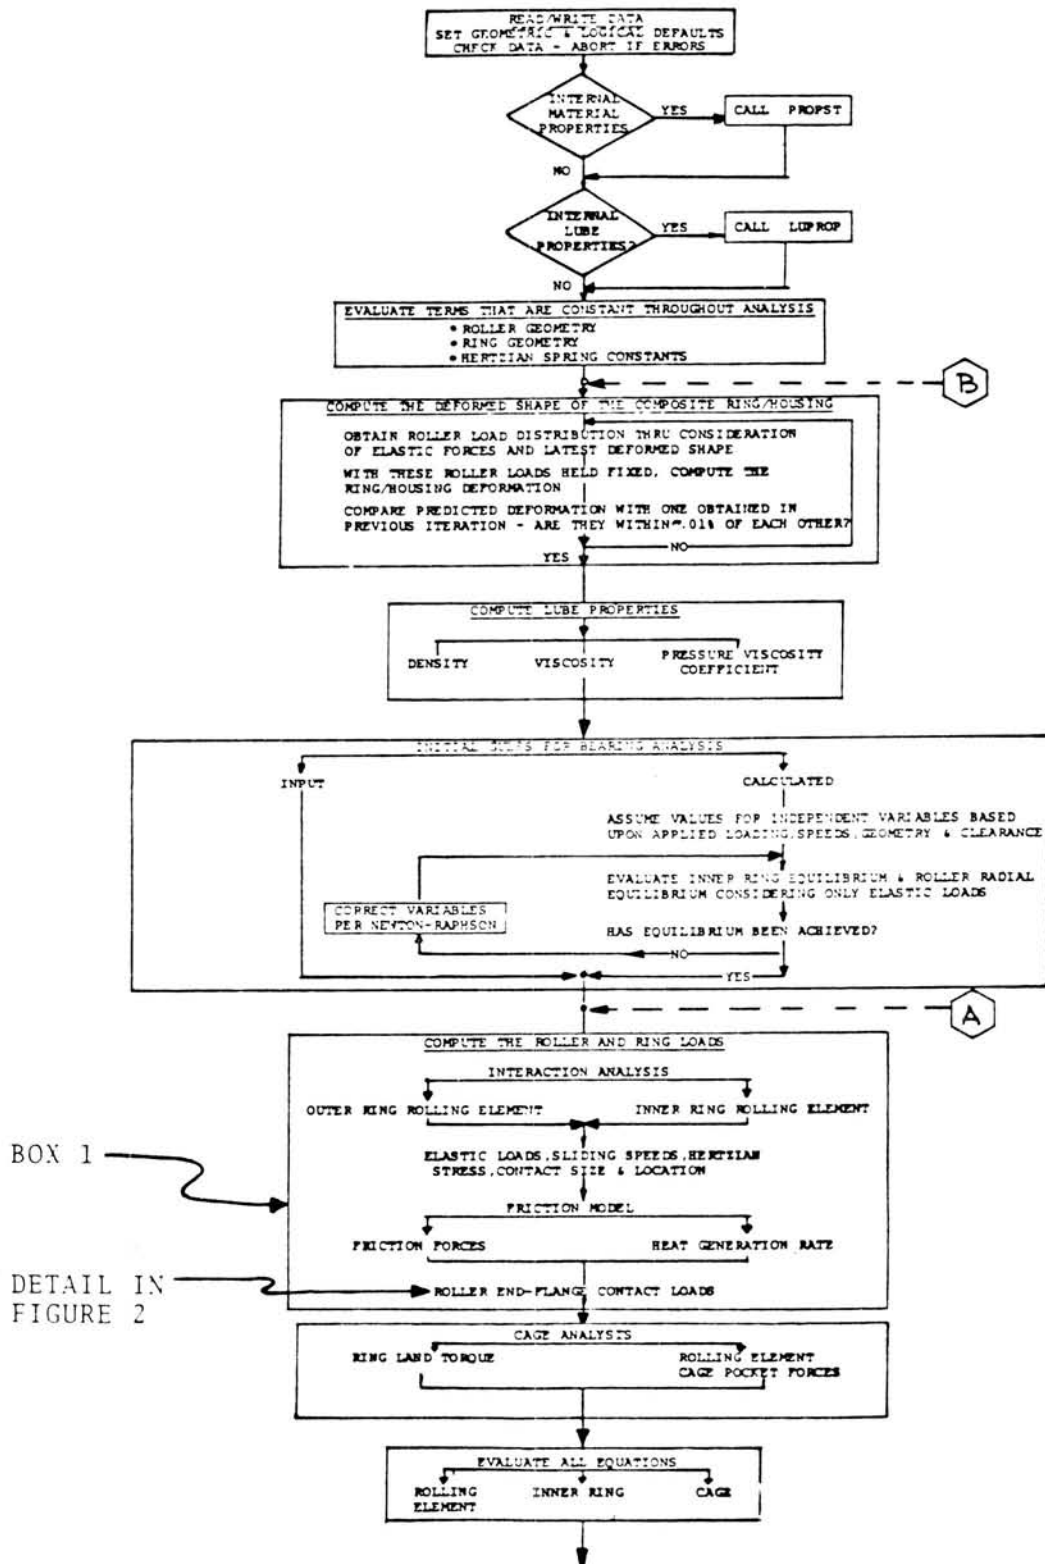 READ/WRITE DATA
SET GEOMETRIC & LOGICAL DEFAULTS
CHECK DATA - ABORT IF ERRORS
INTERNAL
MATERIAL
PROPERTIES
YES
CALL PROPST
NO
INTERNAL
LUBE
PROPERTIES?
YES
CALL LUPROP
NO
EVALUATE TERMS THAT ARE CONSTANT THROUGHOUT ANALYSIS
• ROLLER GEOMETRY
• RING GEOMETRY
• HERTZIAN SPRING CONSTANTS
B
COMPUTE THE DEFORMED SHAPE OF THE COMPOSITE RING/HOUSING
OBTAIN ROLLER LOAD DISTRIBUTION THRU CONSIDERATION
OF ELASTIC FORCES AND LATEST DEFORMED SHAPE
WITH THESE ROLLER LOADS HELD FIXED, COMPUTE THE
RING/HOUSING DEFORMATION
COMPARE PREDICTED DEFORMATION WITH ONE OBTAINED IN
PREVIOUS ITERATION - ARE THEY WITHIN .01% OF EACH OTHER?
NO
YES
COMPUTE LUBE PROPERTIES
DENSITY VISCOSITY PRESSURE VISCOSITY
COEFFICIENT
INITIAL FOR BEARING ANALYSIS
INPUT CALCULATED
ASSUME VALUES FOR INDEPENDENT VARIABLES BASED
UPON APPLIED LOADING, SPEEDS, GEOMETRY & CLEARANCE
EVALUATE INNER RING EQUILIBRIUM & ROLLER RADIAL
EQUILIBRIUM CONSIDERING ONLY ELASTIC LOADS
CORRECT VARIABLES
PER NEWTON-RAPHSON
HAS EQUILIBRIUM BEEN ACHIEVED?
NO
YES
A
COMPUTE THE ROLLER AND RING LOADS
INTERACTION ANALYSIS
OUTER RING ROLLING ELEMENT INNER RING ROLLING ELEMENT
BOX 1
ELASTIC LOADS, SLIDING SPEEDS, HERTZIAN
STRESS, CONTACT SIZE & LOCATION
FRICTION MODEL
FRICTION FORCES HEAT GENERATION RATE
DETAIL IN
FIGURE 2
ROLLER END-FLANGE CONTACT LOADS
CAGE ANALYSIS
RING LAND TORQUE ROLLING ELEMENT
CAGE POCKET FORCES
EVALUATE ALL EQUATIONS
ROLLING
ELEMENT
INNER RING CAGE